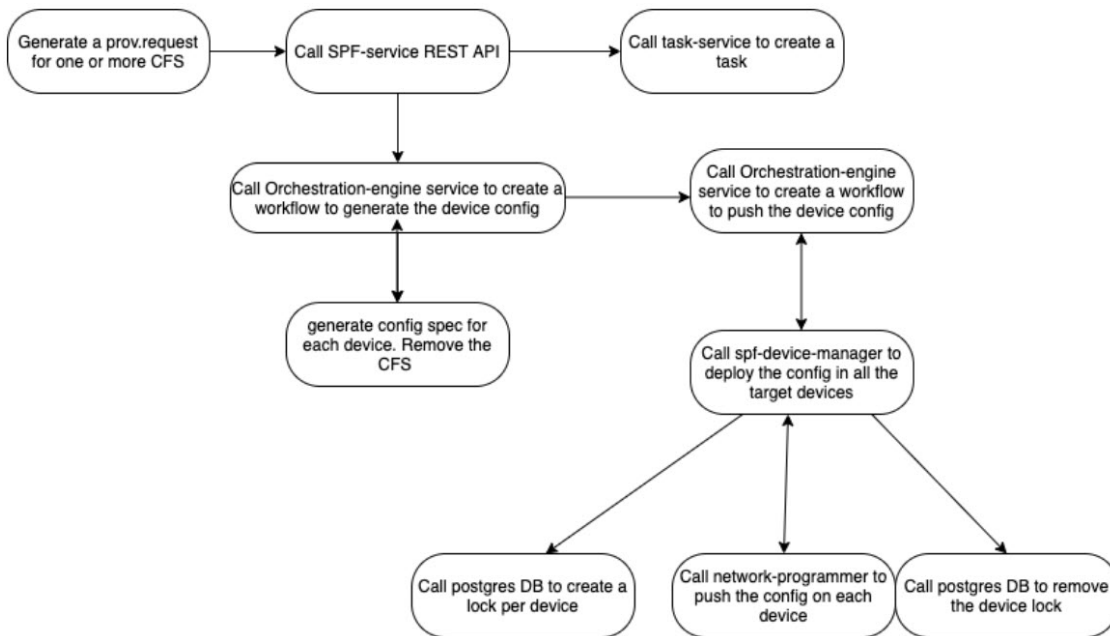 Generate a prov.request
for one or more CFS
Call SPF-service REST API
Call task-service to create a
task
Call Orchestration-engine service to create a
workflow to generate the device config
Call Orchestration-engine
service to create a workflow
to push the device config
generate config spec for
each device. Remove the
CFS
Call spf-device-manager to
deploy the config in all the
target devices
Call postgres DB to create a
lock per device
Call network-programmer to
push the config on each
device
Call postgres DB to remove
the device lock